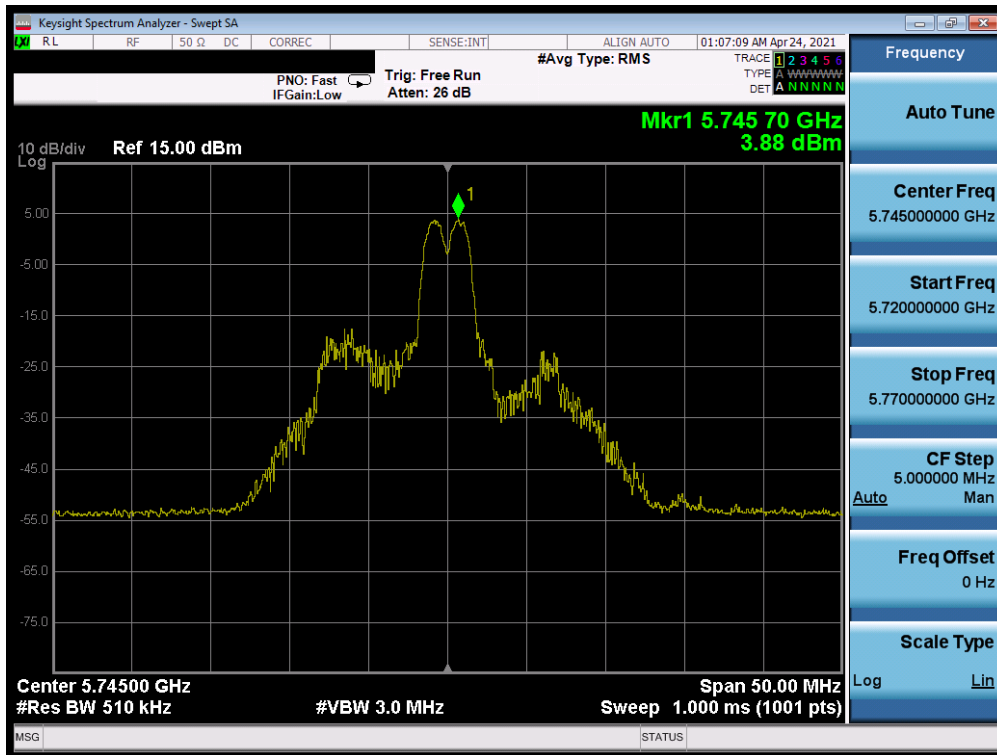 Keysight Spectrum Analyzer - Swept SA
LXI RL RF 50 Ω DC CORREC SENSE:INT ALIGN AUTO 01:07:09 AM Apr 24, 2021
#Avg Type: RMS TRACE 1 2 3 4 5 6
PNO: Fast Trig: Free Run TYPE A WWWWW
IFGain:Low Atten: 26 dB DET A N N N N N
Mkr1 5.745 70 GHz
3.88 dBm
10 dB/div Ref 15.00 dBm
Log
1
5.00
-5.00
-15.0
-25.0
-35.0
-45.0
-55.0
-65.0
-75.0
Center 5.74500 GHz Span 50.00 MHz
#Res BW 510 kHz #VBW 3.0 MHz Sweep 1.000 ms (1001 pts)
MSG STATUS
Frequency
Auto Tune
Center Freq
5.745000000 GHz
Start Freq
5.720000000 GHz
Stop Freq
5.770000000 GHz
CF Step
5.000000 MHz
Auto Man
Freq Offset
0 Hz
Scale Type
Log Lin